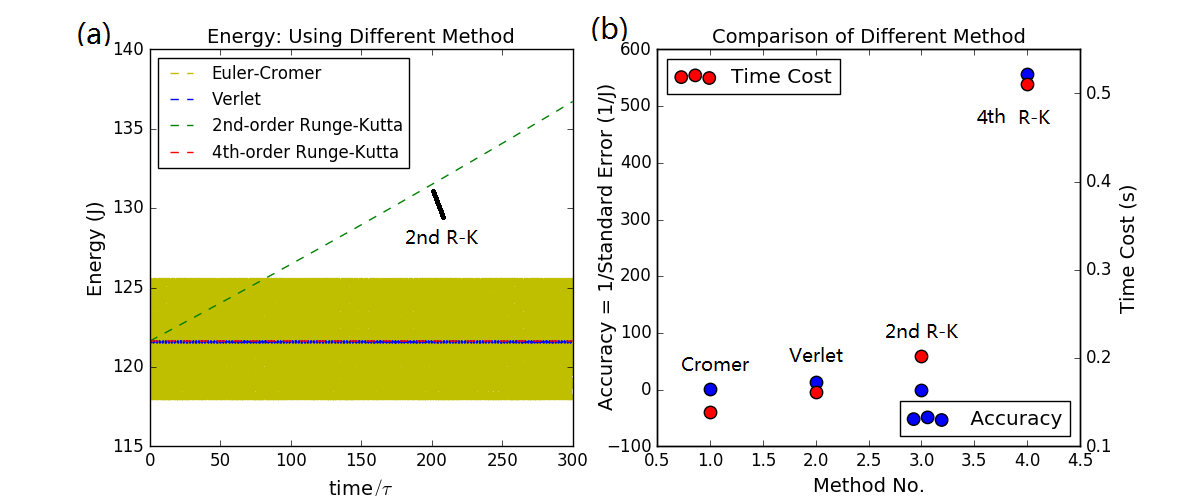 (a)
Energy: Using Different Method
140
135
130
125
120
115
Energy (J)
Euler-Cromer
Verlet
2nd-order Runge-Kutta
4th-order Runge-Kutta
2nd R-K
0 50 100 150 200 250 300
time/τ
(b)
Comparison of Different Method
600
500
400
300
200
100
0
−100
Accuracy = 1/Standard Error (1/J)
Time Cost
4th R-K
2nd R-K
Verlet
Cromer
Accuracy
0.5
0.4
0.3
0.2
0.1
Time Cost (s)
0.5 1.0 1.5 2.0 2.5 3.0 3.5 4.0 4.5
Method No.